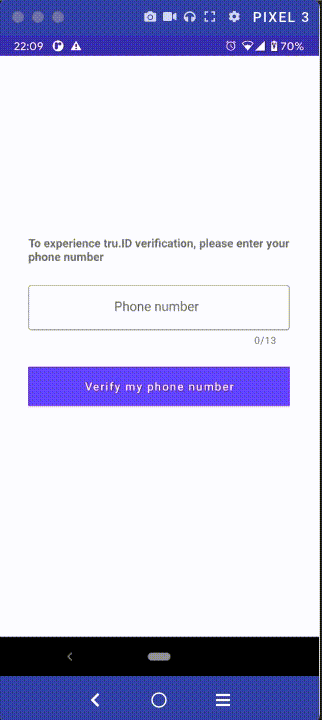 PIXEL 3
22:09 70%
To experience tru.ID verification, please enter your
phone number
Phone number
0/13
Verify my phone number